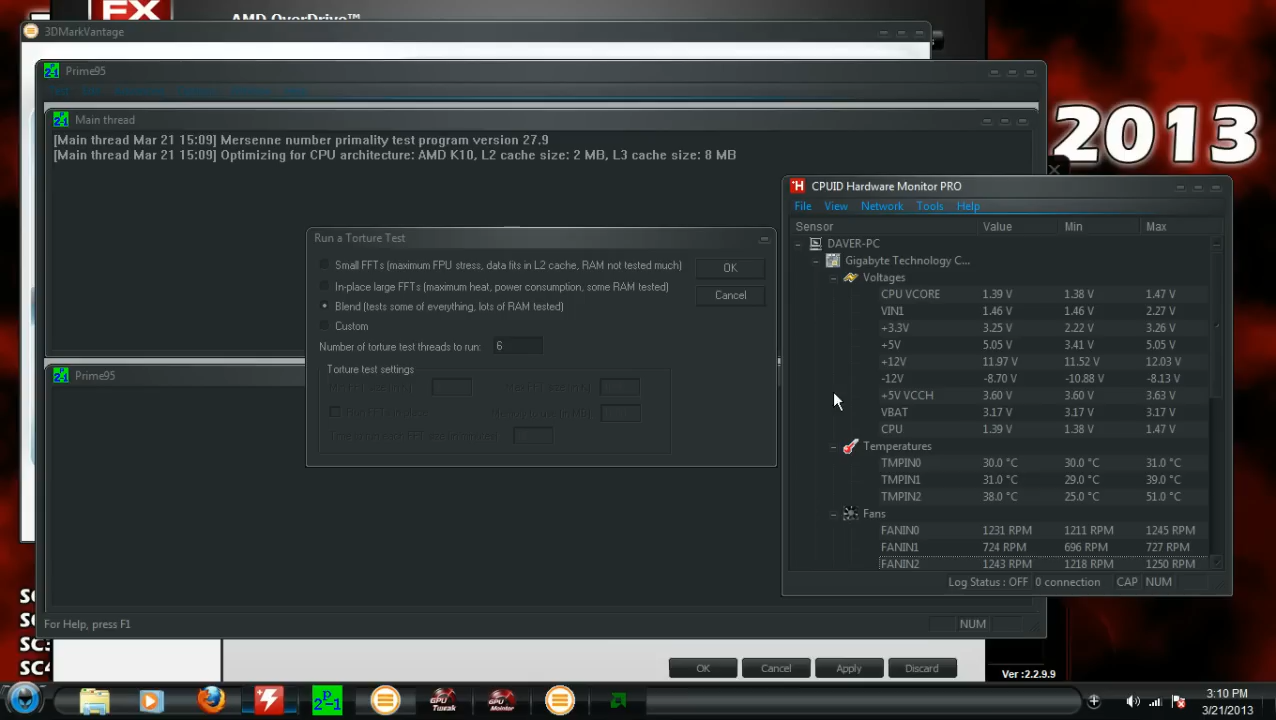 FX
AMD OverDrive™
3DMarkVantage
Prime95
Main thread
[Main thread Mar 21 15:09] Mersenne number primality test program version 27.9
[Main thread Mar 21 15:09] Optimizing for CPU architecture: AMD K10, L2 cache size: 2 MB, L3 cache size: 8 MB
2013
Run a Torture Test
Small FFTs (maximum FPU stress, data fits in L2 cache, RAM not tested much)
In-place large FFTs (maximum heat, power consumption, some RAM tested)
Blend (tests some of everything, lots of RAM tested)
Custom
Number of torture test threads to run: 6
Torture test settings
OK
Cancel
Prime95
For Help, press F1
NUM
CPUID Hardware Monitor PRO
File View Network Tools Help
Sensor Value Min Max
DAVER-PC
Gigabyte Technology C...
Voltages
CPU VCORE 1.39 V 1.38 V 1.47 V
VIN1 1.46 V 1.46 V 2.27 V
+3.3V 3.25 V 2.22 V 3.26 V
+5V 5.05 V 3.41 V 5.05 V
+12V 11.97 V 11.52 V 12.03 V
-12V -8.70 V -10.88 V -8.13 V
+5V VCCH 3.60 V 3.60 V 3.63 V
VBAT 3.17 V 3.17 V 3.17 V
CPU 1.39 V 1.38 V 1.47 V
Temperatures
TMPIN0 30.0 °C 30.0 °C 31.0 °C
TMPIN1 31.0 °C 29.0 °C 39.0 °C
TMPIN2 38.0 °C 25.0 °C 51.0 °C
Fans
FANIN0 1231 RPM 1211 RPM 1245 RPM
FANIN1 724 RPM 696 RPM 727 RPM
FANIN2 1243 RPM 1218 RPM 1250 RPM
Log Status : OFF 0 connection CAP NUM
OK Cancel Apply Discard
Ver :2.2.9.9
GPU Tweak
GPU Monitor
3:10 PM
3/21/2013